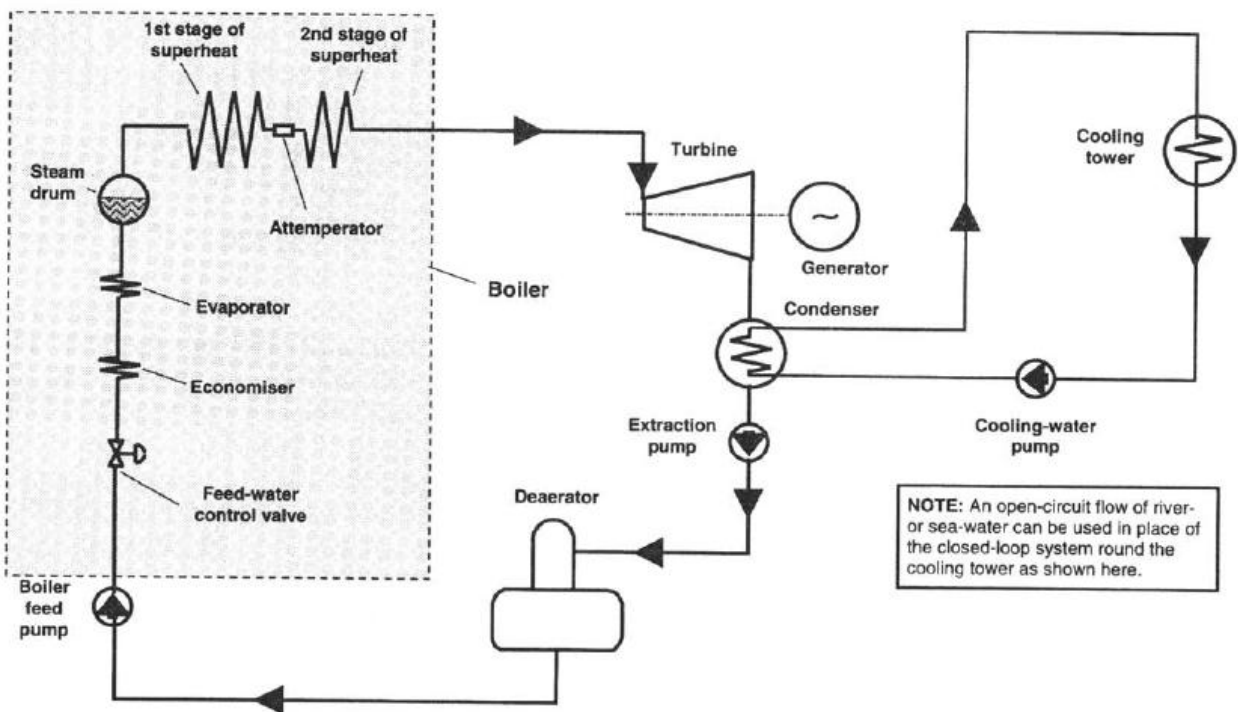 1st stage of
superheat
2nd stage of
superheat
Steam
drum
Attemperator
Turbine
Cooling
tower
~
Generator
Boiler
Evaporator
Condenser
Economiser
Extraction
pump
Cooling-water
pump
Feed-water
control valve
Deaerator
NOTE: An open-circuit flow of river-
or sea-water can be used in place of
the closed-loop system round the
cooling tower as shown here.
Boiler
feed
pump